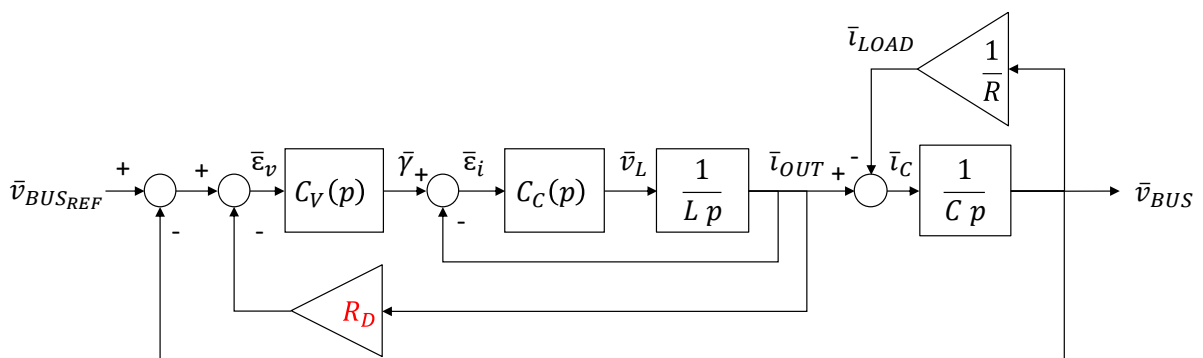 ī_LOAD
1/R
+ + ε̄_v γ̄ + ε̄_i v̄_L ī_OUT + - ī_C
v̄_BUS_REF C_V(p) C_C(p) 1/(L p) 1/(C p) v̄_BUS
- - -
R_D